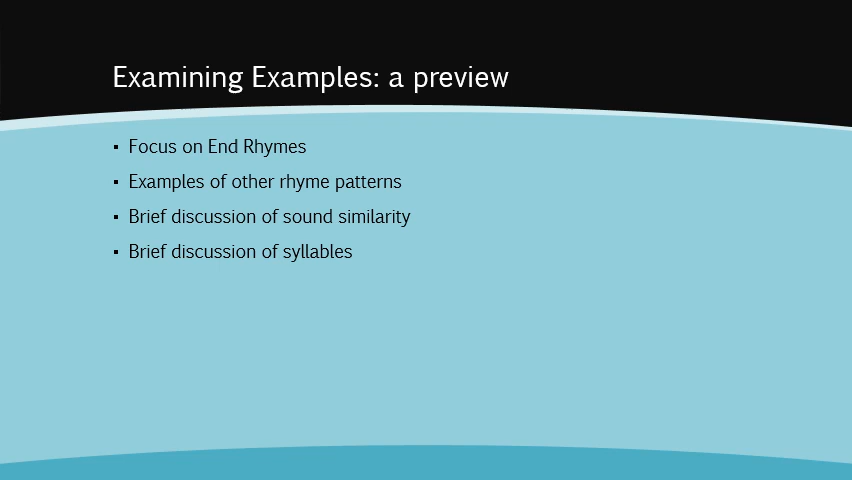 Examining Examples: a preview
▪ Focus on End Rhymes
▪ Examples of other rhyme patterns
▪ Brief discussion of sound similarity
▪ Brief discussion of syllables